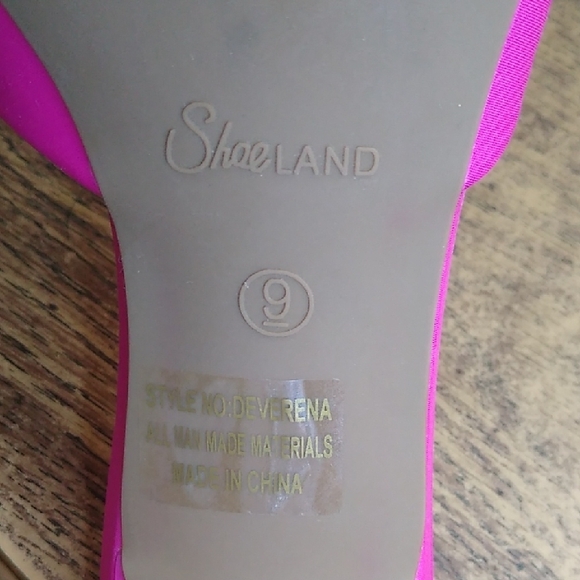 ShoeLAND
9
STYLE NO:DEVERENA
ALL MAN MADE MATERIALS
MADE IN CHINA